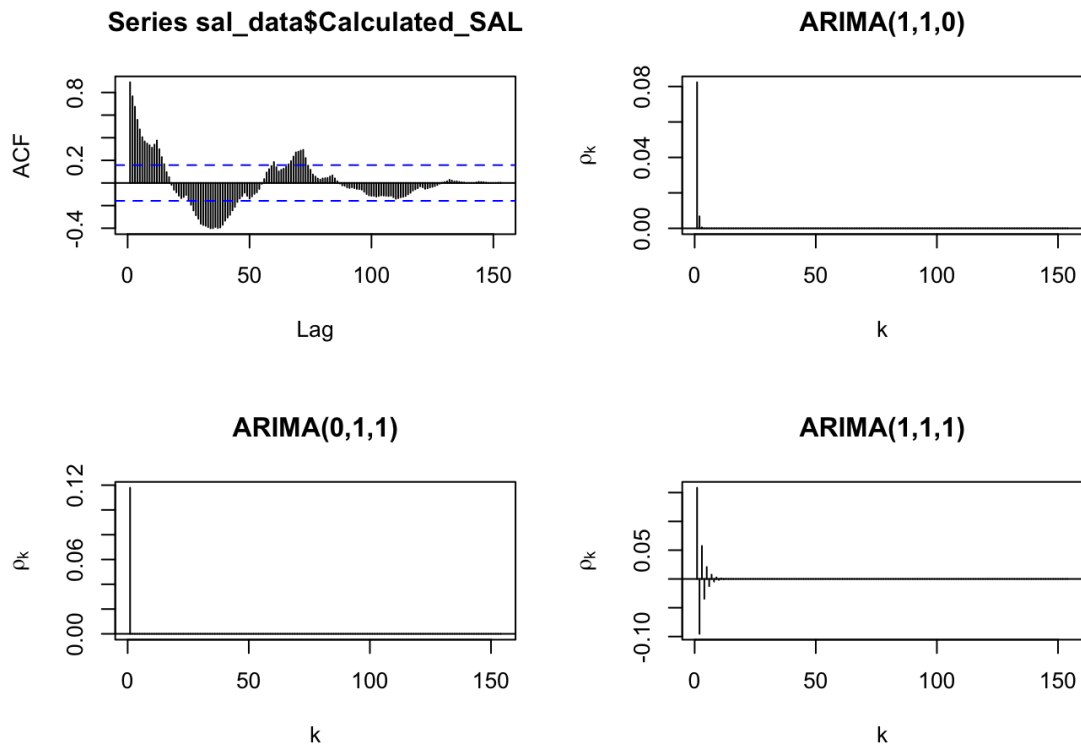 Series sal_data$Calculated_SAL
ACF
0.8
0.2
-0.4
0 50 100 150
Lag
ARIMA(1,1,0)
ρk
0.08
0.04
0.00
0 50 100 150
k
ARIMA(0,1,1)
ρk
0.12
0.06
0.00
0 50 100 150
k
ARIMA(1,1,1)
ρk
0.05
-0.10
0 50 100 150
k